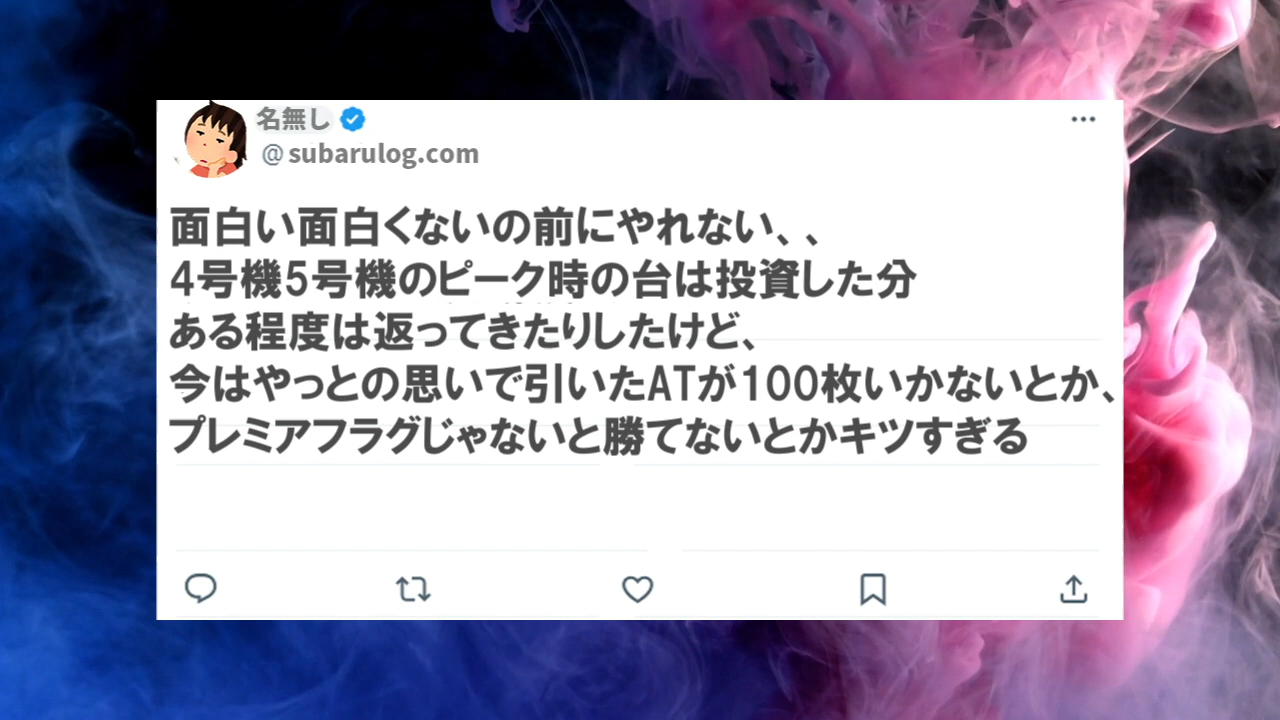 名無し
@subarulog.com
面白い面白くないの前にやれない、、
4号機5号機のピーク時の台は投資した分
ある程度は返ってきたりしたけど、
今はやっとの思いで引いたATが100枚いかないとか、
プレミアフラグじゃないと勝てないとかキツすぎる